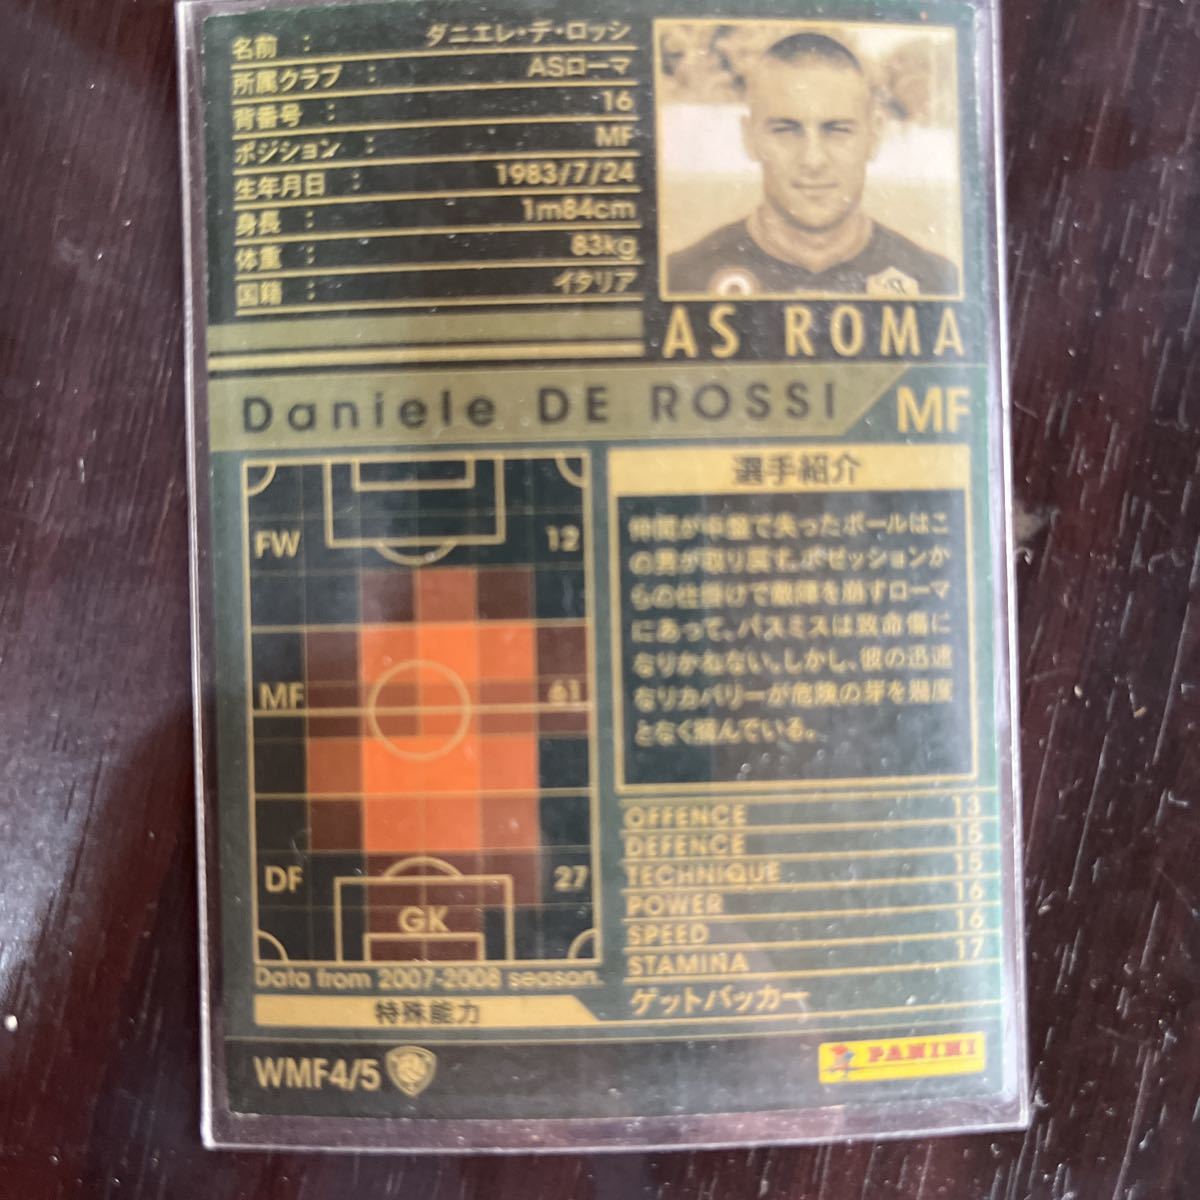 名前 : ダニエレ・デ・ロッシ
所属クラブ : ASローマ
背番号 : 16
ポジション : MF
生年月日 : 1983/7/24
身長 : 1m84cm
体重 : 83kg
国籍 : イタリア
AS ROMA
Daniele DE ROSSI MF
FW 12
MF 61
DF 27
GK
Data from 2007-2008 season.
特殊能力
選手紹介
仲間が中盤で失ったボールはこ
の男が取り戻す。ポゼッションか
らの仕掛けで敵陣を崩すローマ
にあって、パスミスは致命傷に
なりかねない。しかし、彼の迅速
なリカバリーが危険の芽を幾度
となく摘んでいる。
OFFENCE 13
DEFENCE 15
TECHNIQUE 15
POWER 16
SPEED 16
STAMINA 17
ゲットバッカー
WMF4/5
PANINI